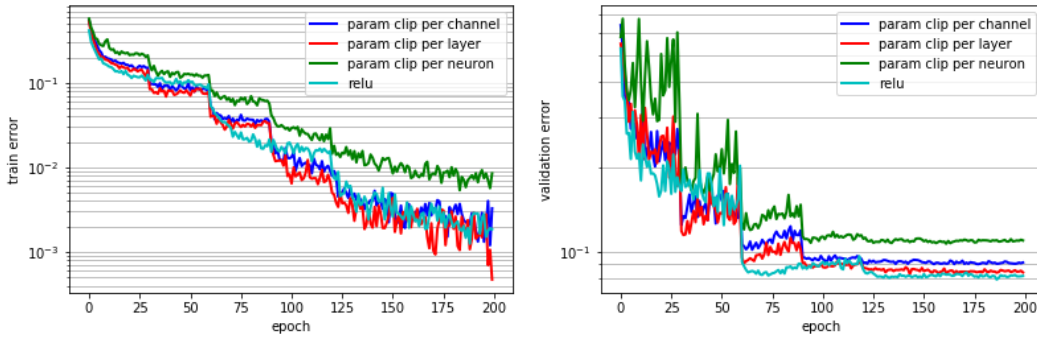 param clip per channel
param clip per layer
param clip per neuron
relu
10⁻¹
10⁻²
10⁻³
train error
0 25 50 75 100 125 150 175 200
epoch
param clip per channel
param clip per layer
param clip per neuron
relu
10⁻¹
validation error
0 25 50 75 100 125 150 175 200
epoch